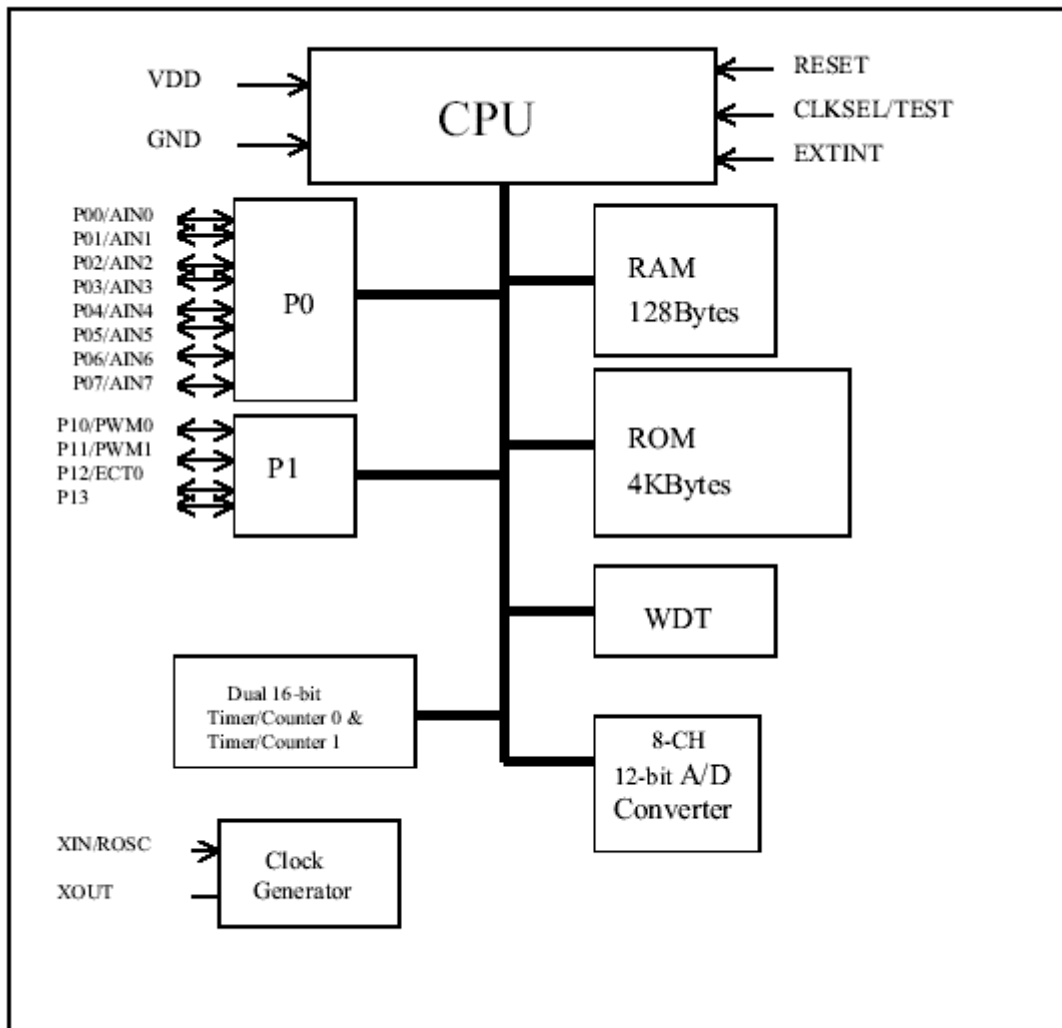 VDD
GND
CPU
RESET
CLKSEL/TEST
EXTINT
P00/AIN0
P01/AIN1
P02/AIN2
P03/AIN3
P04/AIN4
P05/AIN5
P06/AIN6
P07/AIN7
P0
RAM
128Bytes
P10/PWM0
P11/PWM1
P12/ECT0
P13
P1
ROM
4KBytes
WDT
Dual 16-bit
Timer/Counter 0 &
Timer/Counter 1
8-CH
12-bit A/D
Converter
XIN/ROSC
XOUT
Clock
Generator